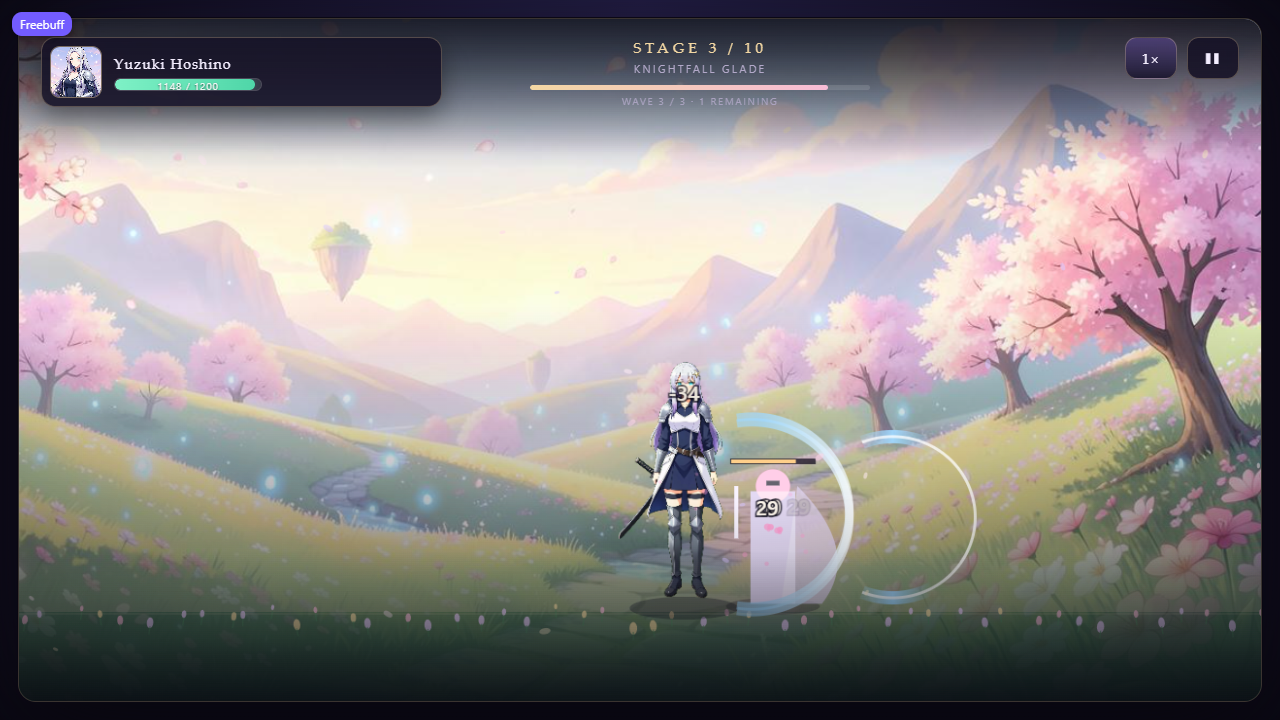 Freebuff
Yuzuki Hoshino
1148 / 1200
STAGE 3 / 10
KNIGHTFALL GLADE
WAVE 3 / 3 · 1 REMAINING
1×
-34
29
29